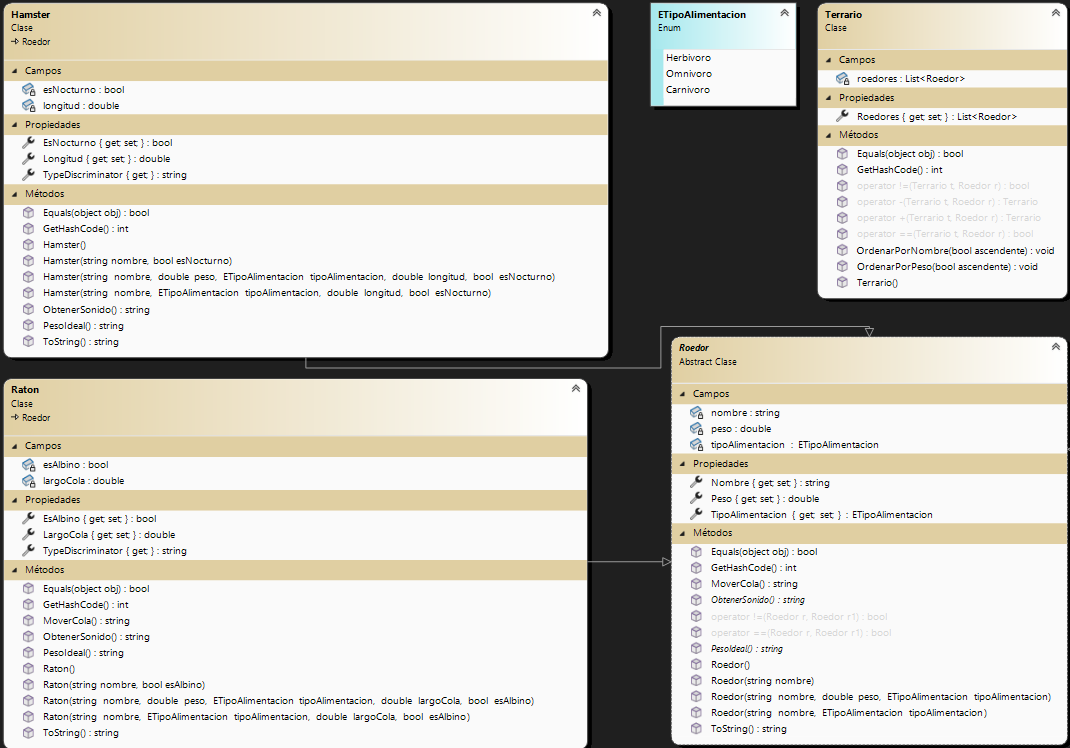 Hamster
Clase
Roedor
Campos
esNocturno : bool
longitud : double
Propiedades
EsNocturno { get; set; } : bool
Longitud { get; set; } : double
TypeDiscriminator { get; } : string
Métodos
Equals(object obj) : bool
GetHashCode() : int
Hamster()
Hamster(string nombre, bool esNocturno)
Hamster(string nombre, double peso, ETipoAlimentacion tipoAlimentacion, double longitud, bool esNocturno)
Hamster(string nombre, ETipoAlimentacion tipoAlimentacion, double longitud, bool esNocturno)
ObtenerSonido() : string
PesoIdeal() : string
ToString() : string
ETipoAlimentacion
Enum
Herbivoro
Omnivoro
Carnivoro
Terrario
Clase
Campos
roedores : List<Roedor>
Propiedades
Roedores { get; set; } : List<Roedor>
Métodos
Equals(object obj) : bool
GetHashCode() : int
operator !=(Terrario t, Roedor r) : bool
operator -(Terrario t, Roedor r) : Terrario
operator +(Terrario t, Roedor r) : Terrario
operator ==(Terrario t, Roedor r) : bool
OrdenarPorNombre(bool ascendente) : void
OrdenarPorPeso(bool ascendente) : void
Terrario()
Raton
Clase
Roedor
Campos
esAlbino : bool
largoCola : double
Propiedades
EsAlbino { get; set; } : bool
LargoCola { get; set; } : double
TypeDiscriminator { get; } : string
Métodos
Equals(object obj) : bool
GetHashCode() : int
MoverCola() : string
ObtenerSonido() : string
PesoIdeal() : string
Raton()
Raton(string nombre, bool esAlbino)
Raton(string nombre, double peso, ETipoAlimentacion tipoAlimentacion, double largoCola, bool esAlbino)
Raton(string nombre, ETipoAlimentacion tipoAlimentacion, double largoCola, bool esAlbino)
ToString() : string
Roedor
Abstract Clase
Campos
nombre : string
peso : double
tipoAlimentacion : ETipoAlimentacion
Propiedades
Nombre { get; set; } : string
Peso { get; set; } : double
TipoAlimentacion { get; set; } : ETipoAlimentacion
Métodos
Equals(object obj) : bool
GetHashCode() : int
MoverCola() : string
ObtenerSonido() : string
operator !=(Roedor r, Roedor r1) : bool
operator ==(Roedor r, Roedor r1) : bool
PesoIdeal() : string
Roedor()
Roedor(string nombre)
Roedor(string nombre, double peso, ETipoAlimentacion tipoAlimentacion)
Roedor(string nombre, ETipoAlimentacion tipoAlimentacion)
ToString() : string